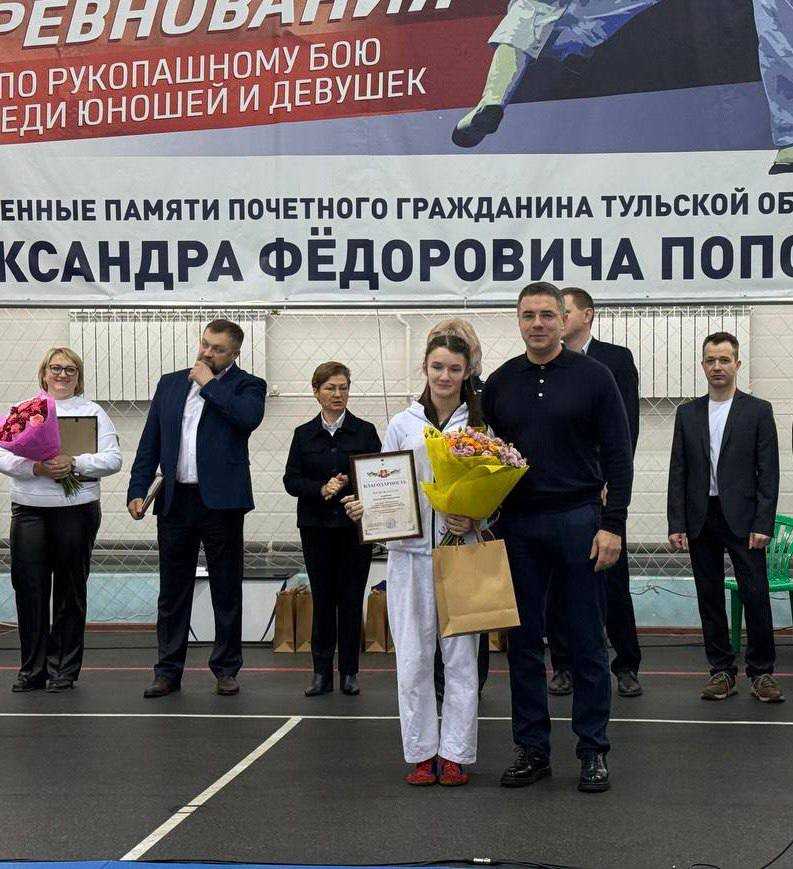 РЕВНОВАНИЯ
ПО РУКОПАШНОМУ БОЮ
ЕДИ ЮНОШЕЙ И ДЕВУШЕК
ЕННЫЕ ПАМЯТИ ПОЧЕТНОГО ГРАЖДАНИНА ТУЛЬСКОЙ ОБ
КСАНДРА ФЁДОРОВИЧА ПОПО
БЛАГОДАРНОСТЬ